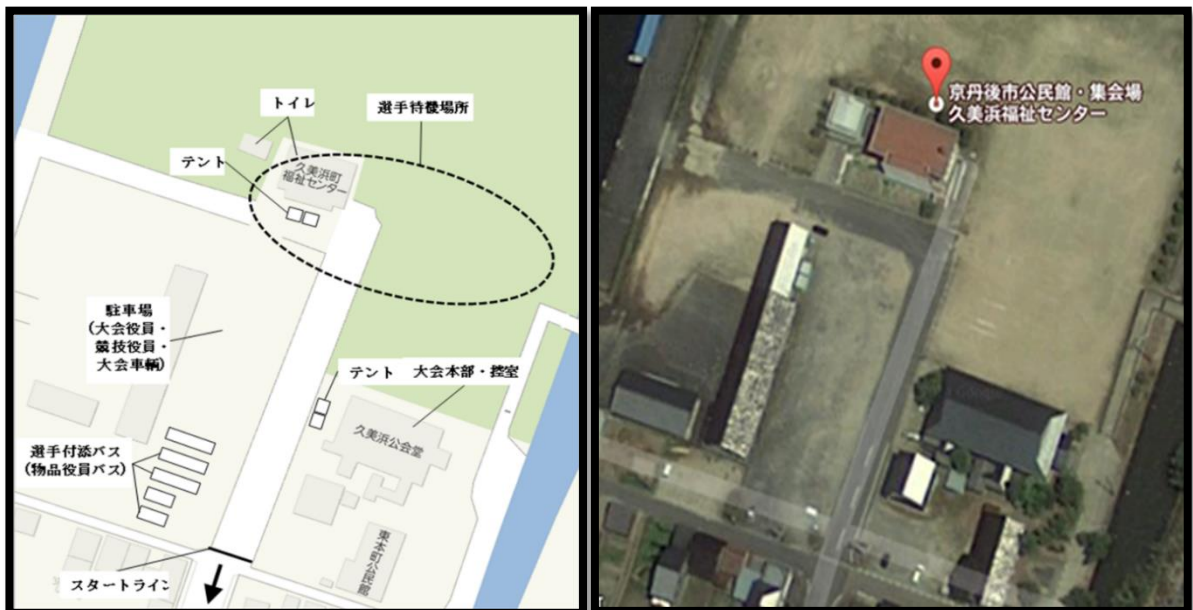 トイレ
選手待機場所
テント
久美浜町
福祉センター
駐車場
(大会役員・
競技役員・
大会車輌)
テント
大会本部・控室
久美浜公会堂
選手付添バス
(物品役員バス)
東本町公民館
スタートライン
京丹後市公民館・集会場
久美浜福祉センター